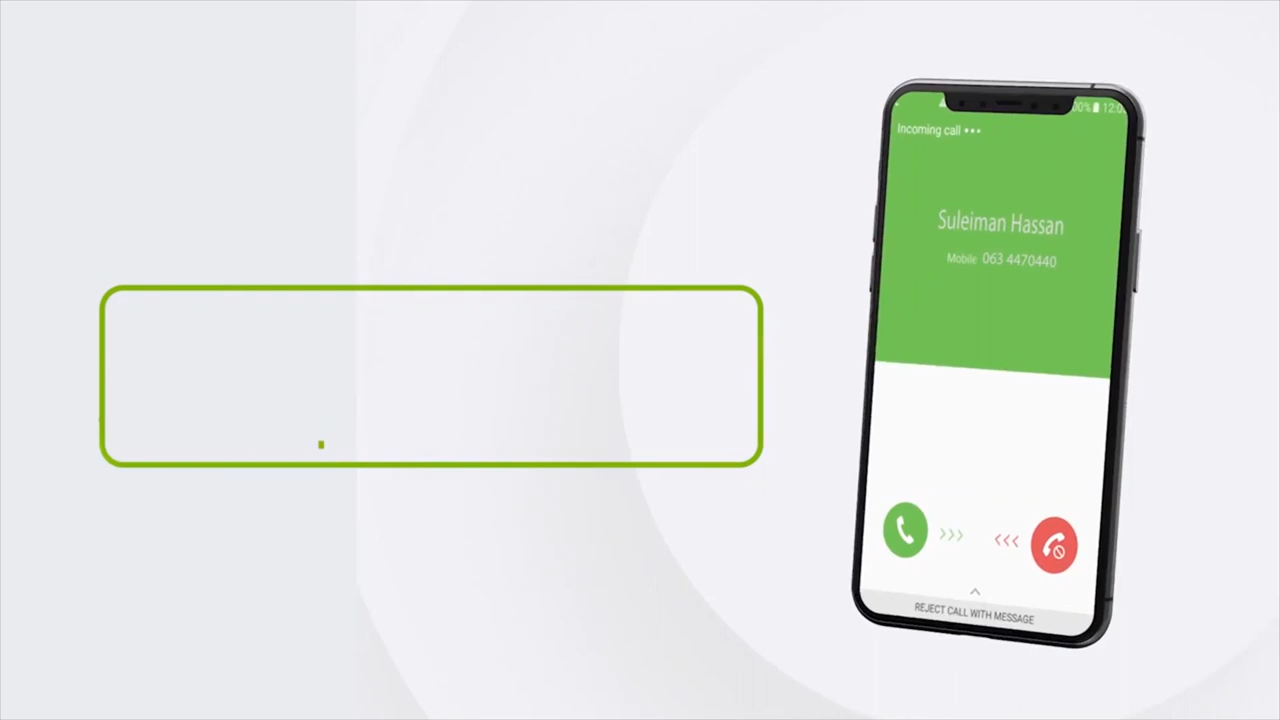 Incoming call •••
Suleiman Hassan
Mobile 063 4470440
REJECT CALL WITH MESSAGE